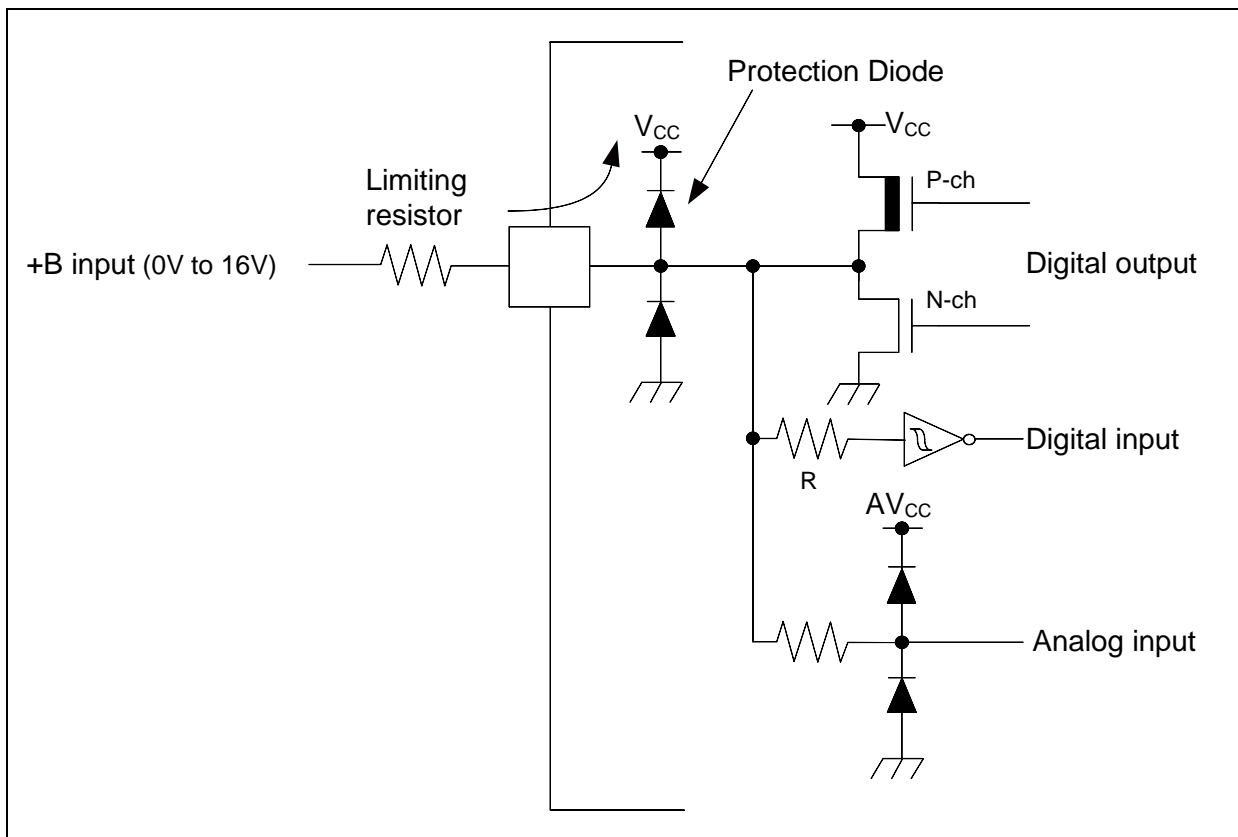 Protection Diode
VCC
VCC
P-ch
Limiting
resistor
+B input (0V to 16V)
Digital output
N-ch
Digital input
R
AVCC
Analog input